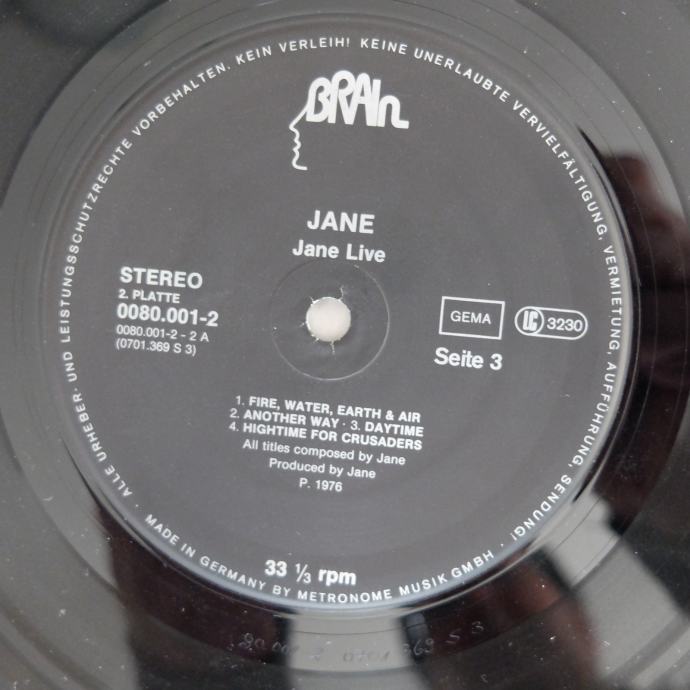 ALLE URHEBER- UND LEISTUNGSSCHUTZRECHTE VORBEHALTEN. KEIN VERLEIH! KEINE UNERLAUBTE VERVIELFÄLTIGUNG, VERMIETUNG, AUFFÜHRUNG, SENDUNG!
BRAIn
JANE
Jane Live
STEREO
2. PLATTE
0080.001-2
0080.001-2 - 2 A
(0701.369 S 3)
GEMA
LC 3230
Seite 3
1. FIRE, WATER, EARTH & AIR
2. ANOTHER WAY · 3. DAYTIME
4. HIGHTIME FOR CRUSADERS
All titles composed by Jane
Produced by Jane
P. 1976
33 ⅓ rpm
· MADE IN GERMANY BY METRONOME MUSIK GMBH ·